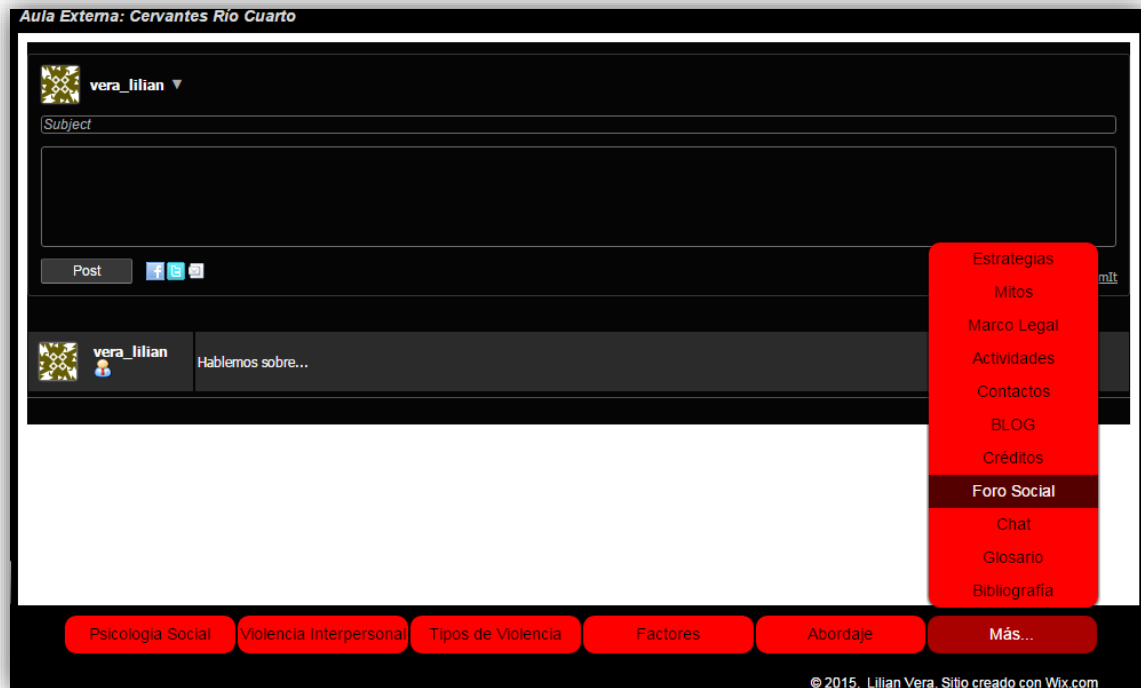 Aula Externa: Cervantes Río Cuarto
vera_lilian ▼
Subject
Post
mIt
vera_lilian
Hablemos sobre...
Estrategias
Mitos
Marco Legal
Actividades
Contactos
BLOG
Créditos
Foro Social
Chat
Glosario
Bibliografía
Psicología Social
Violencia Interpersonal
Tipos de Violencia
Factores
Abordaje
Más...
© 2015. Lilian Vera. Sitio creado con Wix.com